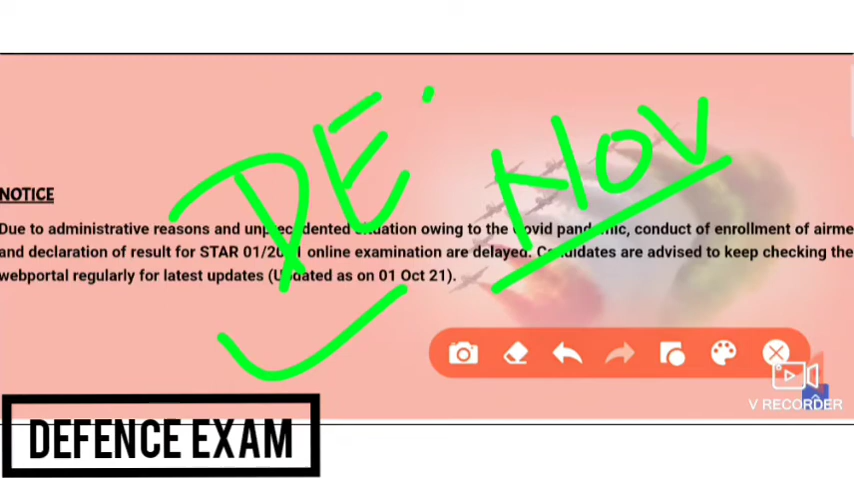 DE.
Nov
NOTICE
Due to administrative reasons and unprecedented situation owing to the Covid pandemic, conduct of enrollment of airme
and declaration of result for STAR 01/2021 online examination are delayed. Candidates are advised to keep checking the
webportal regularly for latest updates (Updated as on 01 Oct 21).
V RECORDER
DEFENCE EXAM